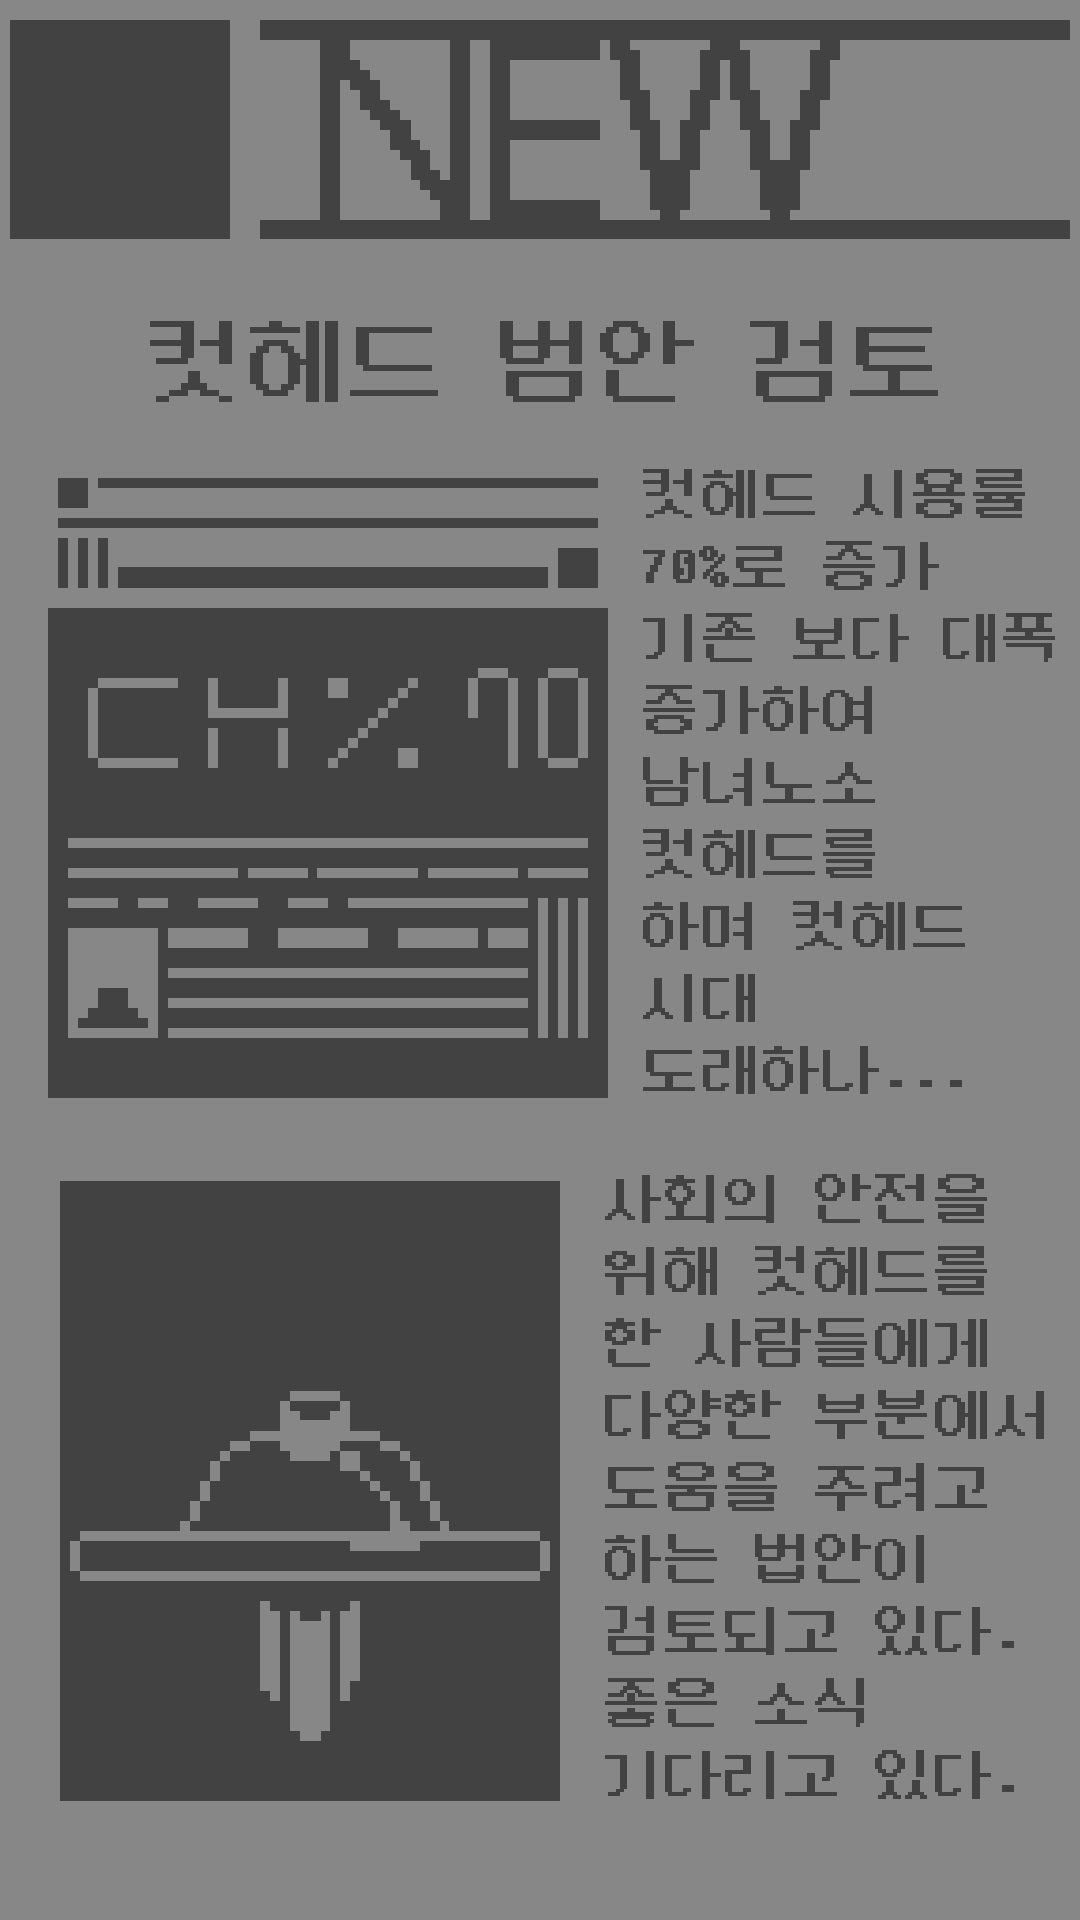 NEW
컷헤드 범안 검토
컷헤드 시용률
70%로 증가
기존 보다 대폭
증가하여
남녀노소
컷헤드를
하며 컷헤드
시대
도래하나...
CH%70
사회의 안전을
위해 컷헤드를
한 사람들에게
다양한 부분에서
도움을 주려고
하는 법안이
검토되고 있다.
좋은 소식
기다리고 있다.